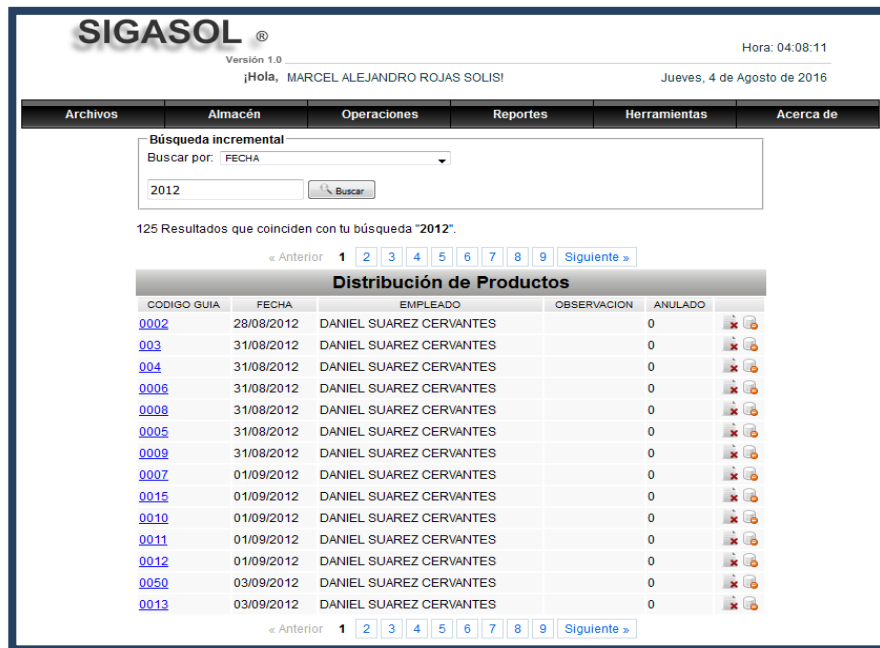 SIGASOL ®
Versión 1.0
Hora: 04:08:11
¡Hola, MARCEL ALEJANDRO ROJAS SOLIS! Jueves, 4 de Agosto de 2016
Archivos Almacén Operaciones Reportes Herramientas Acerca de
Búsqueda incremental
Buscar por: FECHA
2012 Buscar
125 Resultados que coinciden con tu búsqueda "2012".
« Anterior 1 2 3 4 5 6 7 8 9 Siguiente »
Distribución de Productos
CODIGO GUIA FECHA EMPLEADO OBSERVACION ANULADO
0002 28/08/2012 DANIEL SUAREZ CERVANTES 0
003 31/08/2012 DANIEL SUAREZ CERVANTES 0
004 31/08/2012 DANIEL SUAREZ CERVANTES 0
0006 31/08/2012 DANIEL SUAREZ CERVANTES 0
0008 31/08/2012 DANIEL SUAREZ CERVANTES 0
0005 31/08/2012 DANIEL SUAREZ CERVANTES 0
0009 31/08/2012 DANIEL SUAREZ CERVANTES 0
0007 01/09/2012 DANIEL SUAREZ CERVANTES 0
0015 01/09/2012 DANIEL SUAREZ CERVANTES 0
0010 01/09/2012 DANIEL SUAREZ CERVANTES 0
0011 01/09/2012 DANIEL SUAREZ CERVANTES 0
0012 01/09/2012 DANIEL SUAREZ CERVANTES 0
0050 03/09/2012 DANIEL SUAREZ CERVANTES 0
0013 03/09/2012 DANIEL SUAREZ CERVANTES 0
« Anterior 1 2 3 4 5 6 7 8 9 Siguiente »